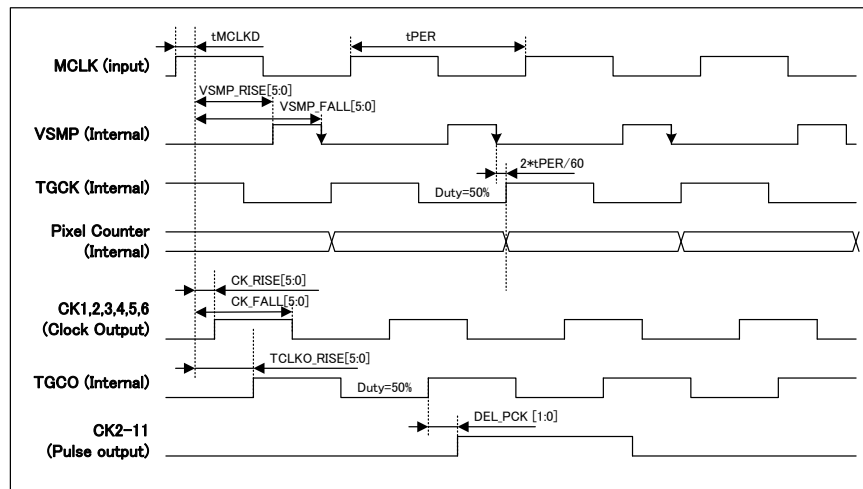 tMCLKD
tPER
MCLK (input)
VSMP_RISE[5:0]
VSMP_FALL[5:0]
VSMP (Internal)
2*tPER/60
TGCK (Internal)
Duty=50%
Pixel Counter
(Internal)
CK_RISE[5:0]
CK_FALL[5:0]
CK1,2,3,4,5,6
(Clock Output)
TCLKO_RISE[5:0]
TGCO (Internal)
Duty=50%
DEL_PCK [1:0]
CK2-11
(Pulse output)